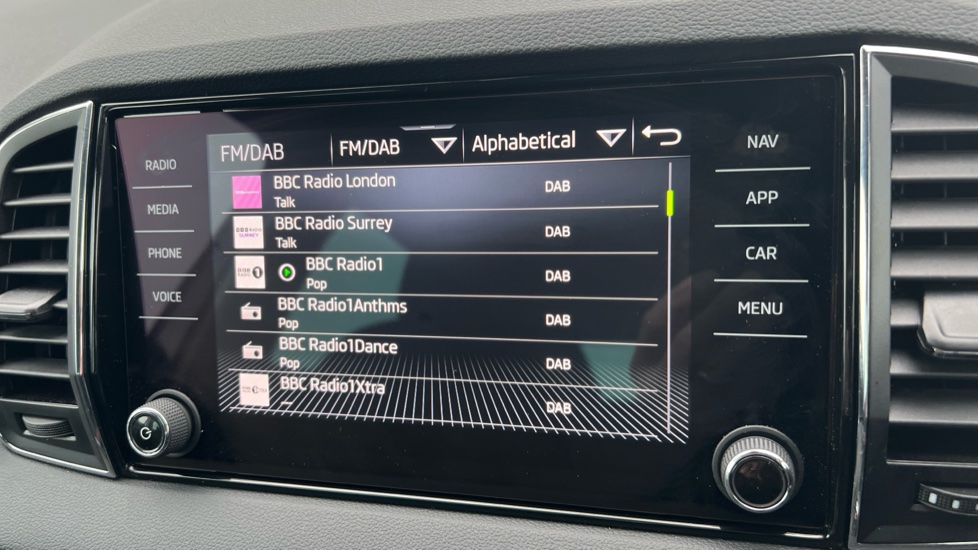 RADIO
MEDIA
PHONE
VOICE
FM/DAB
FM/DAB
Alphabetical
BBC Radio London
Talk
DAB
BBC Radio Surrey
Talk
DAB
BBC Radio1
Pop
DAB
BBC Radio1Anthms
Pop
DAB
BBC Radio1Dance
Pop
DAB
BBC Radio1Xtra
DAB
NAV
APP
CAR
MENU